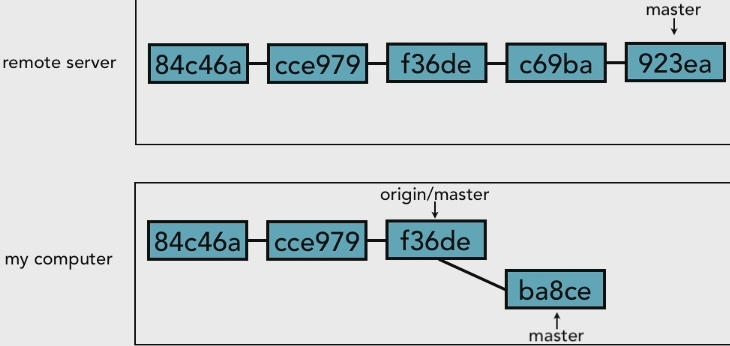 master
remote server
84c46a cce979 f36de c69ba 923ea
origin/master
84c46a cce979 f36de
my computer
ba8ce
master